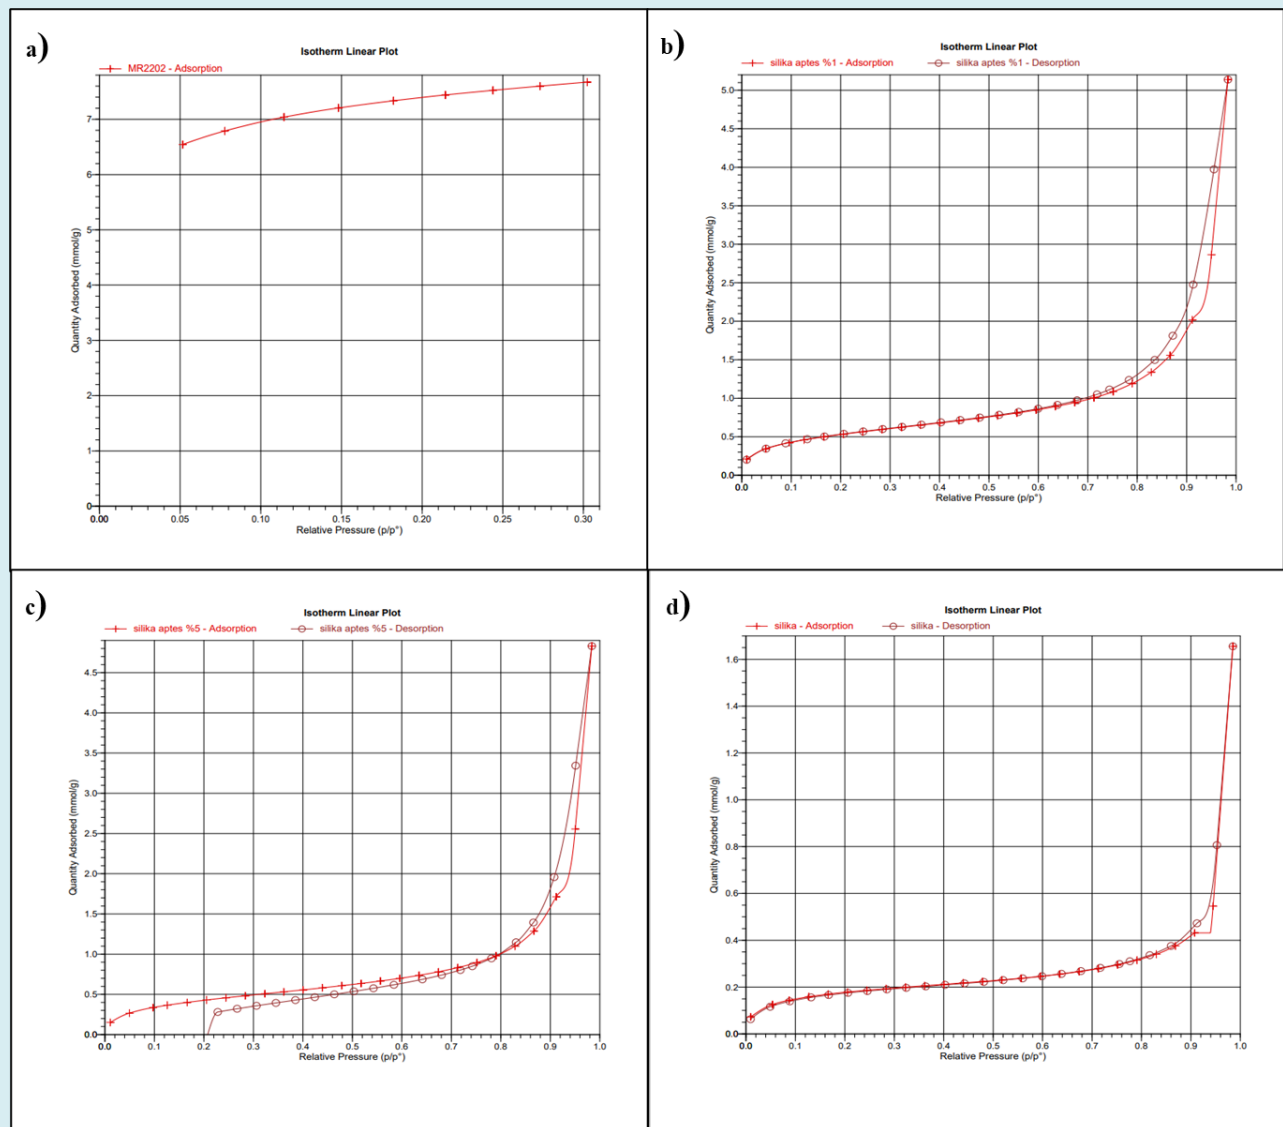 a)
Isotherm Linear Plot
MR2202 - Adsorption
Quantity Adsorbed (mmol/g)
7
6
5
4
3
2
1
0
0.00 0.05 0.10 0.15 0.20 0.25 0.30
Relative Pressure (p/p°)
b)
Isotherm Linear Plot
silika aptes %1 - Adsorption silika aptes %1 - Desorption
Quantity Adsorbed (mmol/g)
5.0
4.5
4.0
3.5
3.0
2.5
2.0
1.5
1.0
0.5
0.0
0.0 0.1 0.2 0.3 0.4 0.5 0.6 0.7 0.8 0.9 1.0
Relative Pressure (p/p°)
c)
Isotherm Linear Plot
silika aptes %5 - Adsorption silika aptes %5 - Desorption
Quantity Adsorbed (mmol/g)
4.5
4.0
3.5
3.0
2.5
2.0
1.5
1.0
0.5
0.0
0.0 0.1 0.2 0.3 0.4 0.5 0.6 0.7 0.8 0.9 1.0
Relative Pressure (p/p°)
d)
Isotherm Linear Plot
silika - Adsorption silika - Desorption
Quantity Adsorbed (mmol/g)
1.6
1.4
1.2
1.0
0.8
0.6
0.4
0.2
0.0
0.0 0.1 0.2 0.3 0.4 0.5 0.6 0.7 0.8 0.9 1.0
Relative Pressure (p/p°)